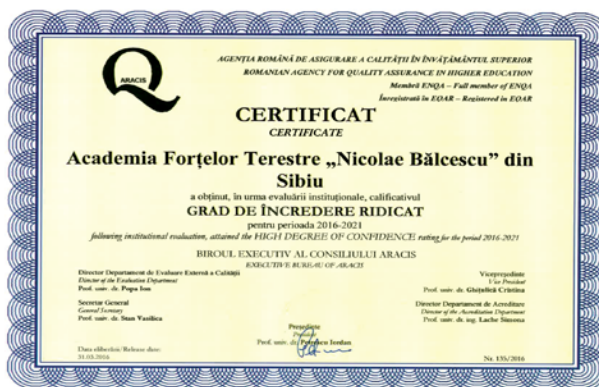 ARACIS
AGENȚIA ROMÂNĂ DE ASIGURARE A CALITĂȚII ÎN ÎNVĂȚĂMÂNTUL SUPERIOR
ROMANIAN AGENCY FOR QUALITY ASSURANCE IN HIGHER EDUCATION
Membră ENQA – Full member of ENQA
Înregistrată în EQAR – Registered in EQAR
CERTIFICAT
CERTIFICATE
Academia Forțelor Terestre „Nicolae Bălcescu” din
Sibiu
a obținut, în urma evaluării instituționale, calificativul
GRAD DE ÎNCREDERE RIDICAT
pentru perioada 2016-2021
following institutional evaluation, attained the HIGH DEGREE OF CONFIDENCE rating for the period 2016-2021
BIROUL EXECUTIV AL CONSILIULUI ARACIS
EXECUTIVE BUREAU OF ARACIS
Director Departament de Evaluare Externă a Calității
Director of the Evaluation Department
Prof. univ. dr. Popa Ion
Vicepreședinte
Vice President
Prof. univ. dr. Ghițulică Cristina
Secretar General
General Secretary
Prof. univ. dr. Stan Vasilica
Director Departament de Acreditare
Director of the Accreditation Department
Prof. univ. dr. ing. Lache Simona
Președinte
President
Prof. univ. dr. Petrescu Iordan
Data eliberării/Release date:
31.03.2016
Nr. 135/2016